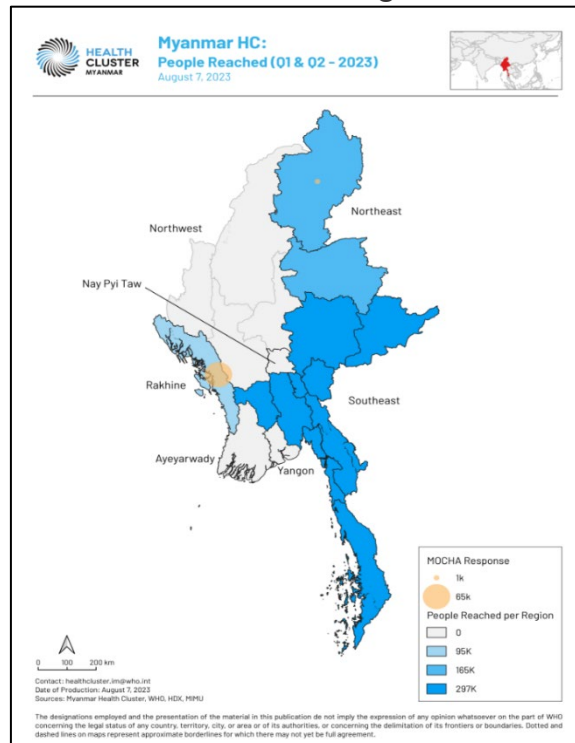 HEALTH
CLUSTER
MYANMAR
Myanmar HC:
People Reached (Q1 & Q2 - 2023)
August 7, 2023
Northwest
Northeast
Nay Pyi Taw
Rakhine
Southeast
Ayeyarwady
Yangon
MOCHA Response
1k
65k
People Reached per Region
0
95K
165K
297K
0 100 200 km
Contact: healthcluster.im@who.int
Date of Production: August 7, 2023
Sources: Myanmar Health Cluster, WHO, HDX, MIMU
The designations employed and the presentation of the material in this publication do not imply the expression of any opinion whatsoever on the part of WHO
concerning the legal status of any country, territory, city, or area or of its authorities, or concerning the delimitation of its frontiers or boundaries. Dotted and
dashed lines on maps represent approximate borderlines for which there may not yet be full agreement.